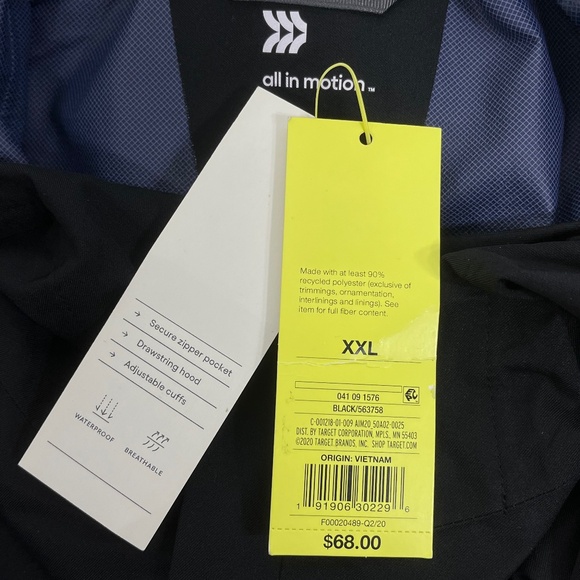 all in motion™
→ Secure zipper pocket
→ Drawstring hood
→ Adjustable cuffs
WATERPROOF
BREATHABLE
Made with at least 90%
recycled polyester (exclusive of
trimmings, ornamentation,
interlinings and linings). See
item for full fiber content.
XXL
041 09 1576
BLACK/563758
C-001218-01-009 AIM20_50A02-0025
DIST. BY TARGET CORPORATION, MPLS, MN 55403
©2020 TARGET BRANDS, INC. SHOP TARGET.COM
ORIGIN: VIETNAM
1 91906 30229 6
F00020489-Q2/20
$68.00